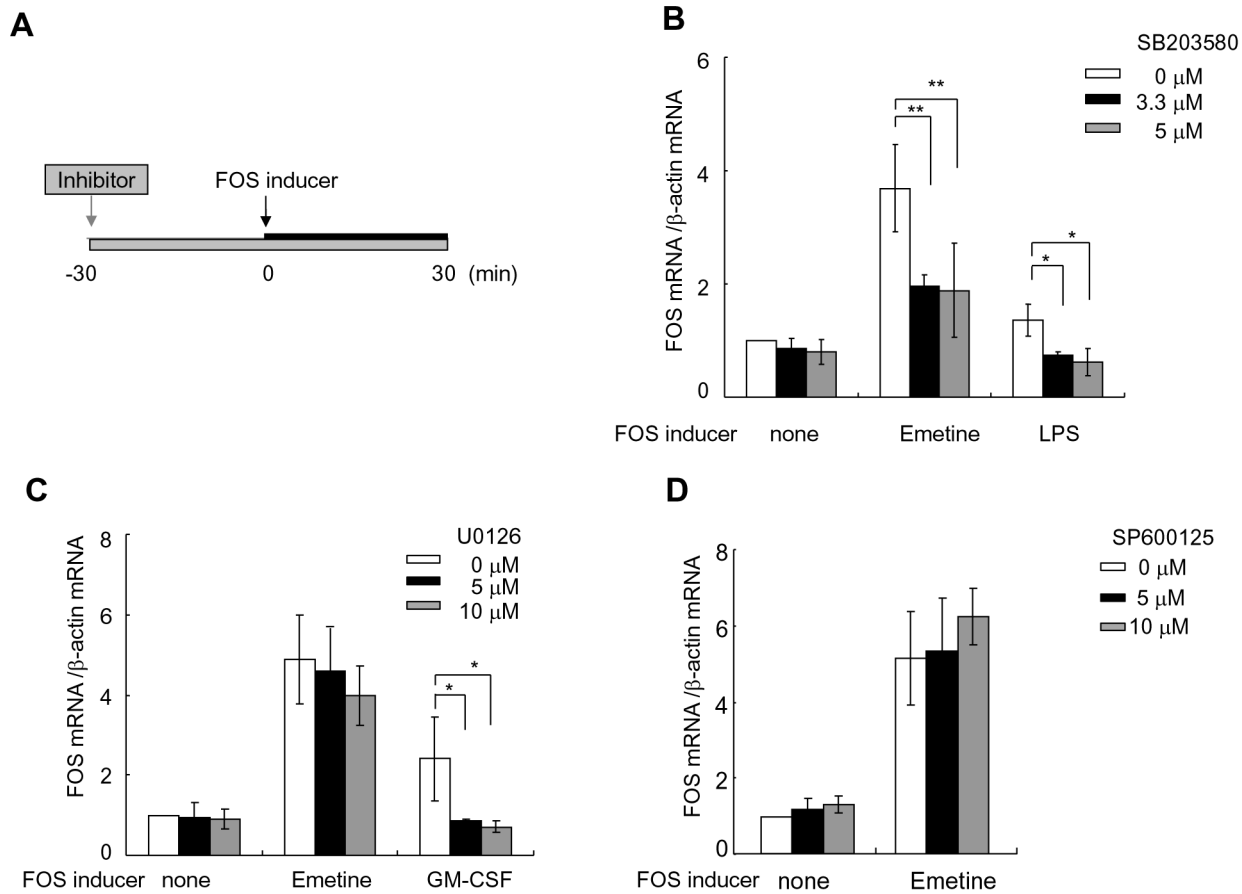 A
Inhibitor
FOS inducer
-30
0
30
(min)
B
SB203580
0 μM
3.3 μM
5 μM
FOS mRNA /β-actin mRNA
6
4
2
0
**
**
*
*
FOS inducer none Emetine LPS
C
U0126
0 μM
5 μM
10 μM
FOS mRNA /β-actin mRNA
8
6
4
2
0
*
*
FOS inducer none Emetine GM-CSF
D
SP600125
0 μM
5 μM
10 μM
FOS mRNA /β-actin mRNA
8
6
4
2
0
FOS inducer none Emetine